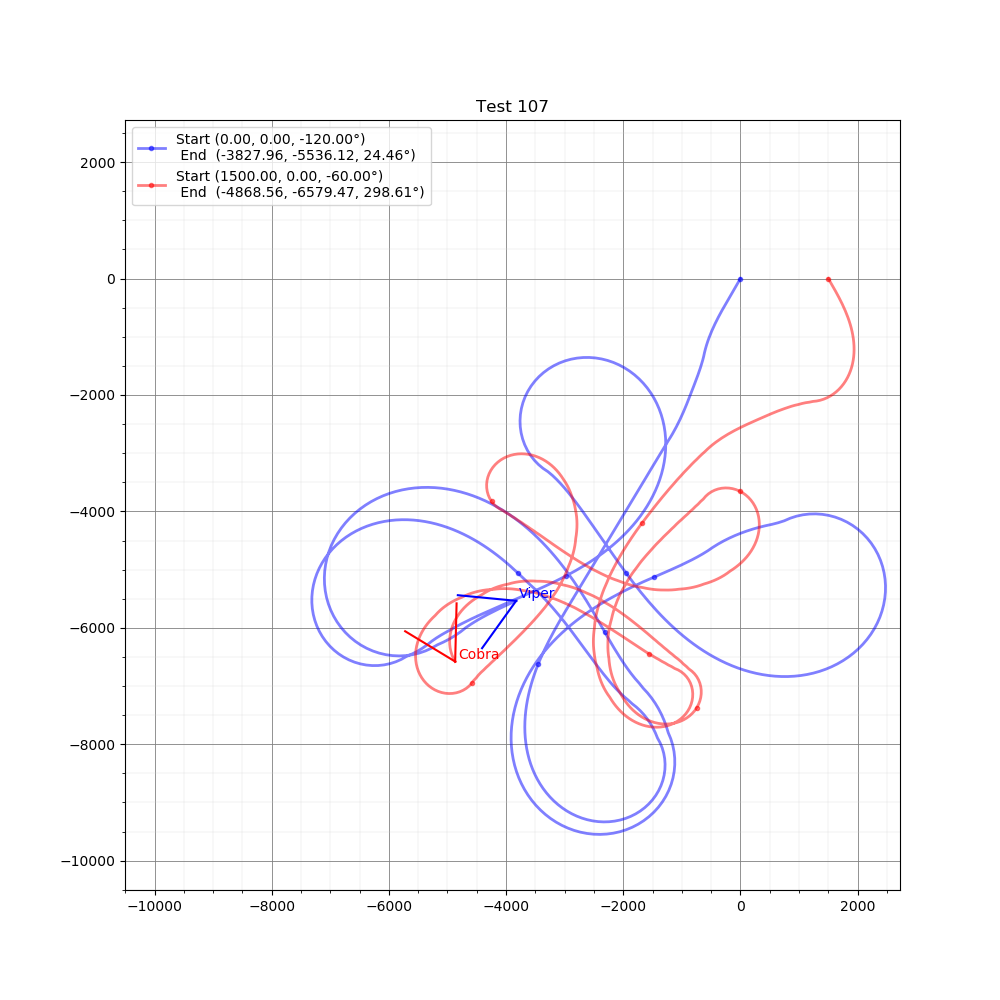 Test 107
Start (0.00, 0.00, -120.00°)
End (-3827.96, -5536.12, 24.46°)
Start (1500.00, 0.00, -60.00°)
End (-4868.56, -6579.47, 298.61°)
2000
0
−2000
−4000
−6000
−8000
−10000
Viper
Cobra
−10000 −8000 −6000 −4000 −2000 0 2000